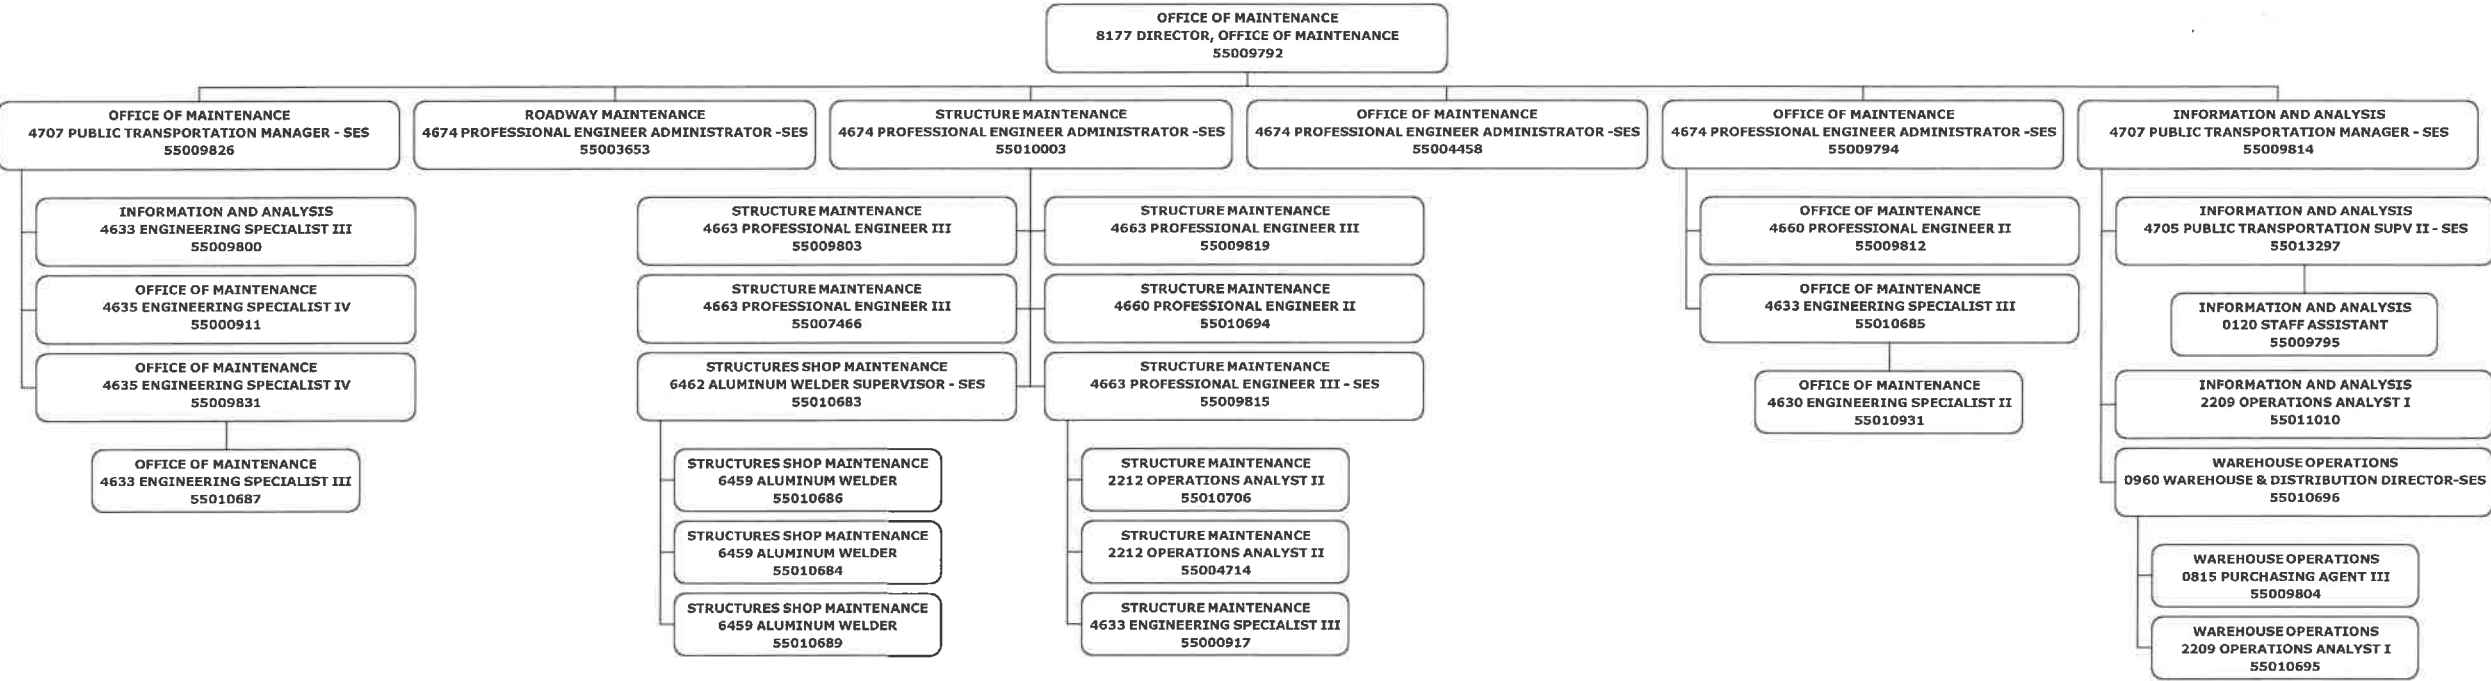 OFFICE OF MAINTENANCE
8177 DIRECTOR, OFFICE OF MAINTENANCE
55009792
OFFICE OF MAINTENANCE
4707 PUBLIC TRANSPORTATION MANAGER - SES
55009826
ROADWAY MAINTENANCE
4674 PROFESSIONAL ENGINEER ADMINISTRATOR -SES
55003653
STRUCTURE MAINTENANCE
4674 PROFESSIONAL ENGINEER ADMINISTRATOR -SES
55010003
OFFICE OF MAINTENANCE
4674 PROFESSIONAL ENGINEER ADMINISTRATOR -SES
55004458
OFFICE OF MAINTENANCE
4674 PROFESSIONAL ENGINEER ADMINISTRATOR -SES
55009794
INFORMATION AND ANALYSIS
4707 PUBLIC TRANSPORTATION MANAGER - SES
55009814
INFORMATION AND ANALYSIS
4633 ENGINEERING SPECIALIST III
55009800
OFFICE OF MAINTENANCE
4635 ENGINEERING SPECIALIST IV
55000911
OFFICE OF MAINTENANCE
4635 ENGINEERING SPECIALIST IV
55009831
OFFICE OF MAINTENANCE
4633 ENGINEERING SPECIALIST III
55010687
STRUCTURE MAINTENANCE
4663 PROFESSIONAL ENGINEER III
55009803
STRUCTURE MAINTENANCE
4663 PROFESSIONAL ENGINEER III
55009819
STRUCTURE MAINTENANCE
4663 PROFESSIONAL ENGINEER III
55007466
STRUCTURE MAINTENANCE
4660 PROFESSIONAL ENGINEER II
55010694
STRUCTURES SHOP MAINTENANCE
6462 ALUMINUM WELDER SUPERVISOR - SES
55010683
STRUCTURE MAINTENANCE
4663 PROFESSIONAL ENGINEER III - SES
55009815
STRUCTURES SHOP MAINTENANCE
6459 ALUMINUM WELDER
55010686
STRUCTURES SHOP MAINTENANCE
6459 ALUMINUM WELDER
55010684
STRUCTURES SHOP MAINTENANCE
6459 ALUMINUM WELDER
55010689
STRUCTURE MAINTENANCE
2212 OPERATIONS ANALYST II
55010706
STRUCTURE MAINTENANCE
2212 OPERATIONS ANALYST II
55004714
STRUCTURE MAINTENANCE
4633 ENGINEERING SPECIALIST III
55000917
OFFICE OF MAINTENANCE
4660 PROFESSIONAL ENGINEER II
55009812
OFFICE OF MAINTENANCE
4633 ENGINEERING SPECIALIST III
55010685
OFFICE OF MAINTENANCE
4630 ENGINEERING SPECIALIST II
55010931
INFORMATION AND ANALYSIS
4705 PUBLIC TRANSPORTATION SUPV II - SES
55013297
INFORMATION AND ANALYSIS
0120 STAFF ASSISTANT
55009795
INFORMATION AND ANALYSIS
2209 OPERATIONS ANALYST I
55011010
WAREHOUSE OPERATIONS
0960 WAREHOUSE & DISTRIBUTION DIRECTOR-SES
55010696
WAREHOUSE OPERATIONS
0815 PURCHASING AGENT III
55009804
WAREHOUSE OPERATIONS
2209 OPERATIONS ANALYST I
55010695